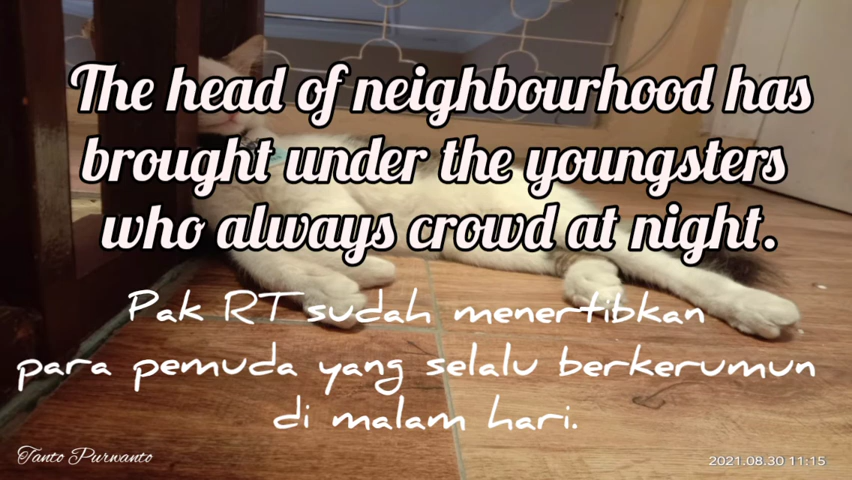 The head of neighbourhood has
brought under the youngsters
who always crowd at night.
Pak RT sudah menertibkan
para pemuda yang selalu berkerumun
di malam hari.
Tanto Purwanto
2021.08.30 11:15